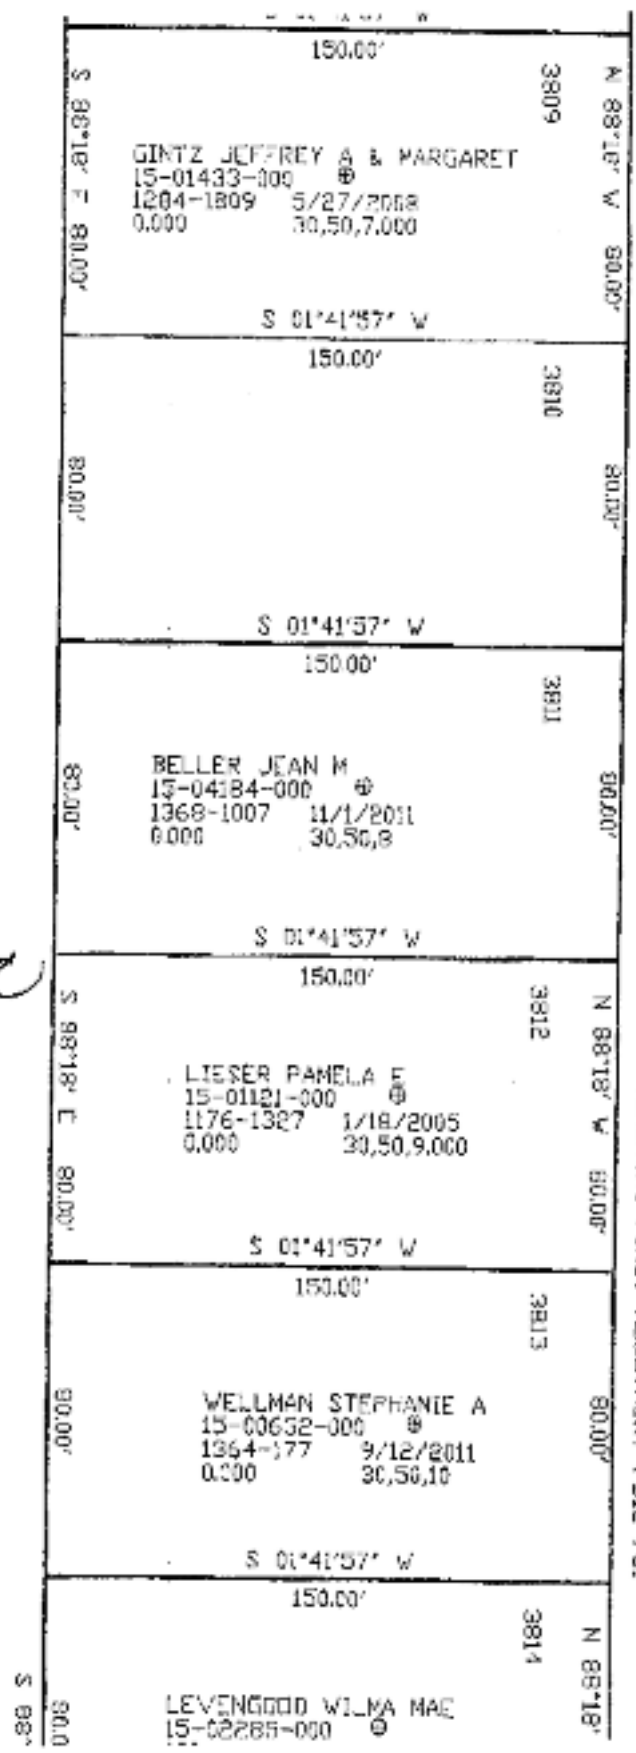 150.00'
3809
S 88°18' E 80.00'
N 88°18' W 80.00'
GINTZ JEFFREY A & MARGARET
15-01433-000
1284-1809 5/27/2008
0.000 30,50,7.000
S 01°41'57" W
150.00'
3810
80.00'
80.00'
S 01°41'57" W
150.00'
3811
80.00'
80.00'
BELLER JEAN M
15-04184-000
1368-1007 11/1/2011
0.000 30,50,8
S 01°41'57" W
150.00'
3812
S 88°18' E 80.00'
N 88°18' W 80.00'
LIESER PAMELA E
15-01121-000
1176-1327 1/18/2005
0.000 30,50,9.000
S 01°41'57" W
150.00'
3813
80.00'
80.00'
WELLMAN STEPHANIE A
15-00652-000
1364-177 9/12/2011
0.000 30,50,10
S 01°41'57" W
150.00'
3814
N 88°18'
S 88°
80.0
LEVENGOOD WILMA MAE
15-02285-000